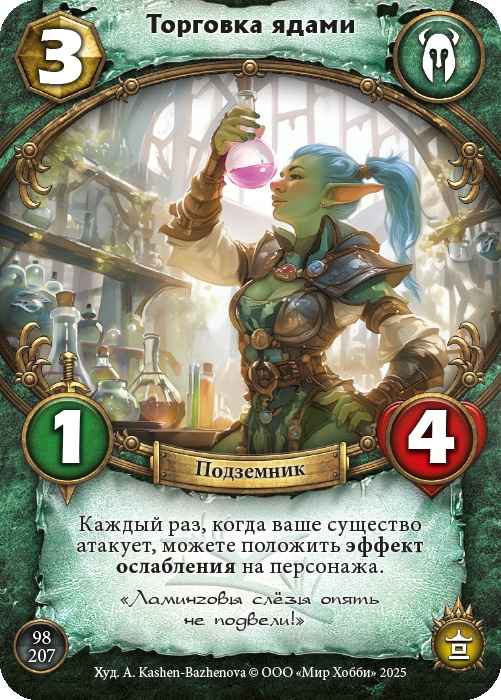 3
Торговка ядами
1
4
Подземник
Каждый раз, когда ваше существо
атакует, можете положить эффект
ослабления на персонажа.
«Ламинговы слёзы опять
не подвели!»
98
207
Худ. A. Kashen-Bazhenova © ООО «Мир Хобби» 2025